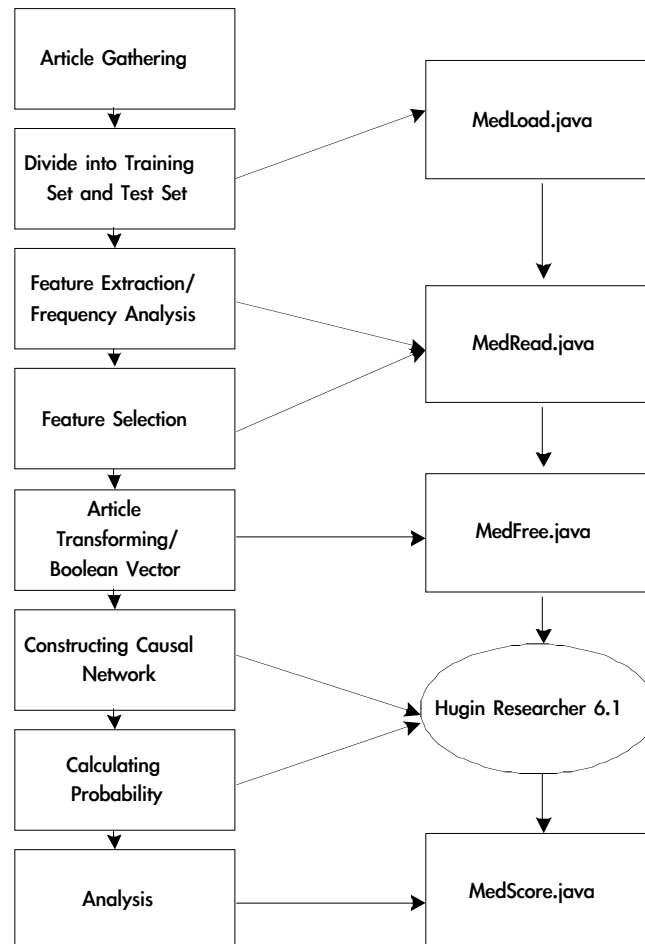 Article Gathering
Divide into Training
Set and Test Set
Feature Extraction/
Frequency Analysis
Feature Selection
Article
Transforming/
Boolean Vector
Constructing Causal
Network
Calculating
Probability
Analysis
MedLoad.java
MedRead.java
MedFree.java
Hugin Researcher 6.1
MedScore.java